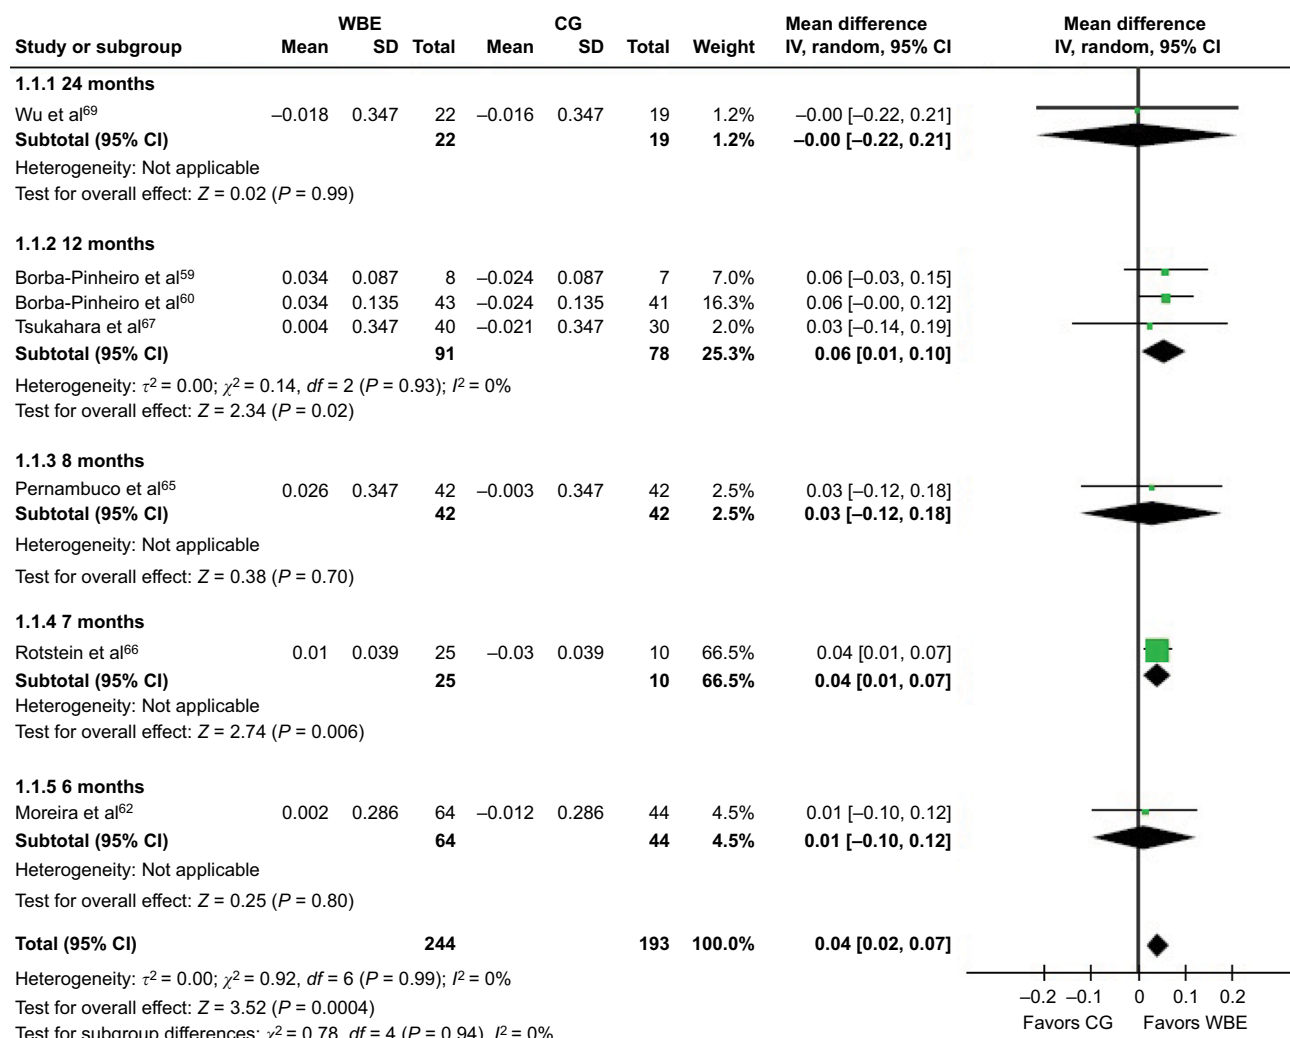 WBE CG Mean difference Mean difference
Study or subgroup Mean SD Total Mean SD Total Weight IV, random, 95% CI IV, random, 95% CI
1.1.1 24 months
Wu et al69 –0.018 0.347 22 –0.016 0.347 19 1.2% –0.00 [–0.22, 0.21]
Subtotal (95% CI) 22 19 1.2% –0.00 [–0.22, 0.21]
Heterogeneity: Not applicable
Test for overall effect: Z = 0.02 (P = 0.99)
1.1.2 12 months
Borba-Pinheiro et al59 0.034 0.087 8 –0.024 0.087 7 7.0% 0.06 [–0.03, 0.15]
Borba-Pinheiro et al60 0.034 0.135 43 –0.024 0.135 41 16.3% 0.06 [–0.00, 0.12]
Tsukahara et al67 0.004 0.347 40 –0.021 0.347 30 2.0% 0.03 [–0.14, 0.19]
Subtotal (95% CI) 91 78 25.3% 0.06 [0.01, 0.10]
Heterogeneity: τ2 = 0.00; χ2 = 0.14, df = 2 (P = 0.93); I2 = 0%
Test for overall effect: Z = 2.34 (P = 0.02)
1.1.3 8 months
Pernambuco et al65 0.026 0.347 42 –0.003 0.347 42 2.5% 0.03 [–0.12, 0.18]
Subtotal (95% CI) 42 42 2.5% 0.03 [–0.12, 0.18]
Heterogeneity: Not applicable
Test for overall effect: Z = 0.38 (P = 0.70)
1.1.4 7 months
Rotstein et al66 0.01 0.039 25 –0.03 0.039 10 66.5% 0.04 [0.01, 0.07]
Subtotal (95% CI) 25 10 66.5% 0.04 [0.01, 0.07]
Heterogeneity: Not applicable
Test for overall effect: Z = 2.74 (P = 0.006)
1.1.5 6 months
Moreira et al62 0.002 0.286 64 –0.012 0.286 44 4.5% 0.01 [–0.10, 0.12]
Subtotal (95% CI) 64 44 4.5% 0.01 [–0.10, 0.12]
Heterogeneity: Not applicable
Test for overall effect: Z = 0.25 (P = 0.80)
Total (95% CI) 244 193 100.0% 0.04 [0.02, 0.07]
Heterogeneity: τ2 = 0.00; χ2 = 0.92, df = 6 (P = 0.99); I2 = 0%
Test for overall effect: Z = 3.52 (P = 0.0004)
Test for subgroup differences: χ2 = 0.78, df = 4 (P = 0.94), I2 = 0%
–0.2 –0.1 0 0.1 0.2
Favors CG Favors WBE